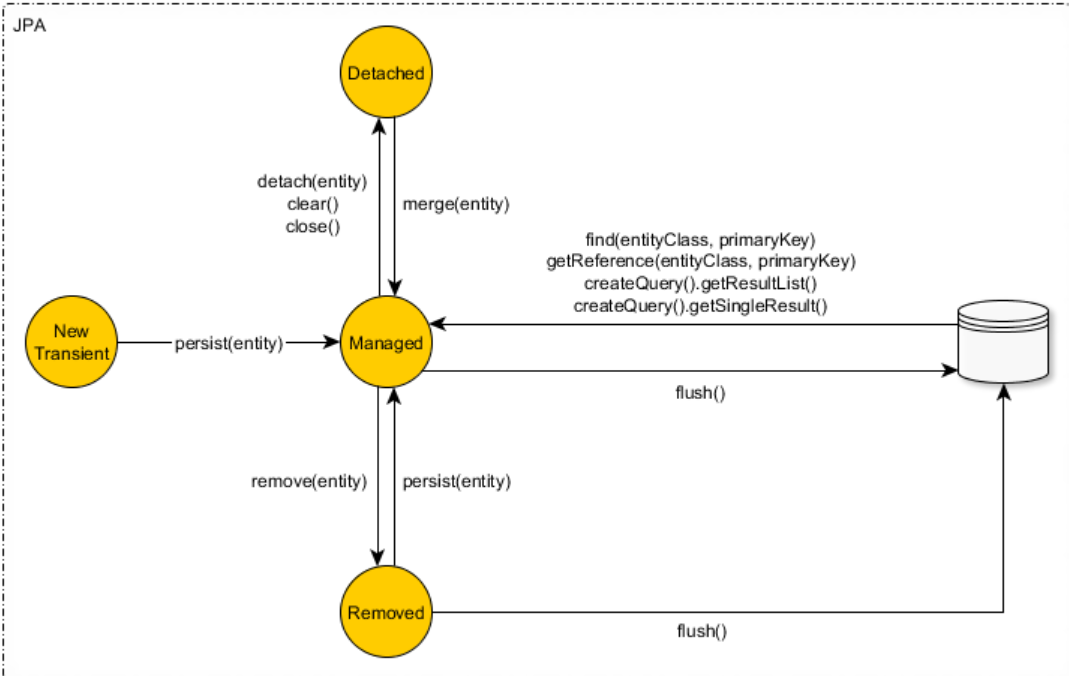 JPA
Detached
detach(entity)
clear()
close()
merge(entity)
find(entityClass, primaryKey)
getReference(entityClass, primaryKey)
createQuery().getResultList()
createQuery().getSingleResult()
New
Transient
persist(entity)
Managed
flush()
remove(entity)
persist(entity)
Removed
flush()